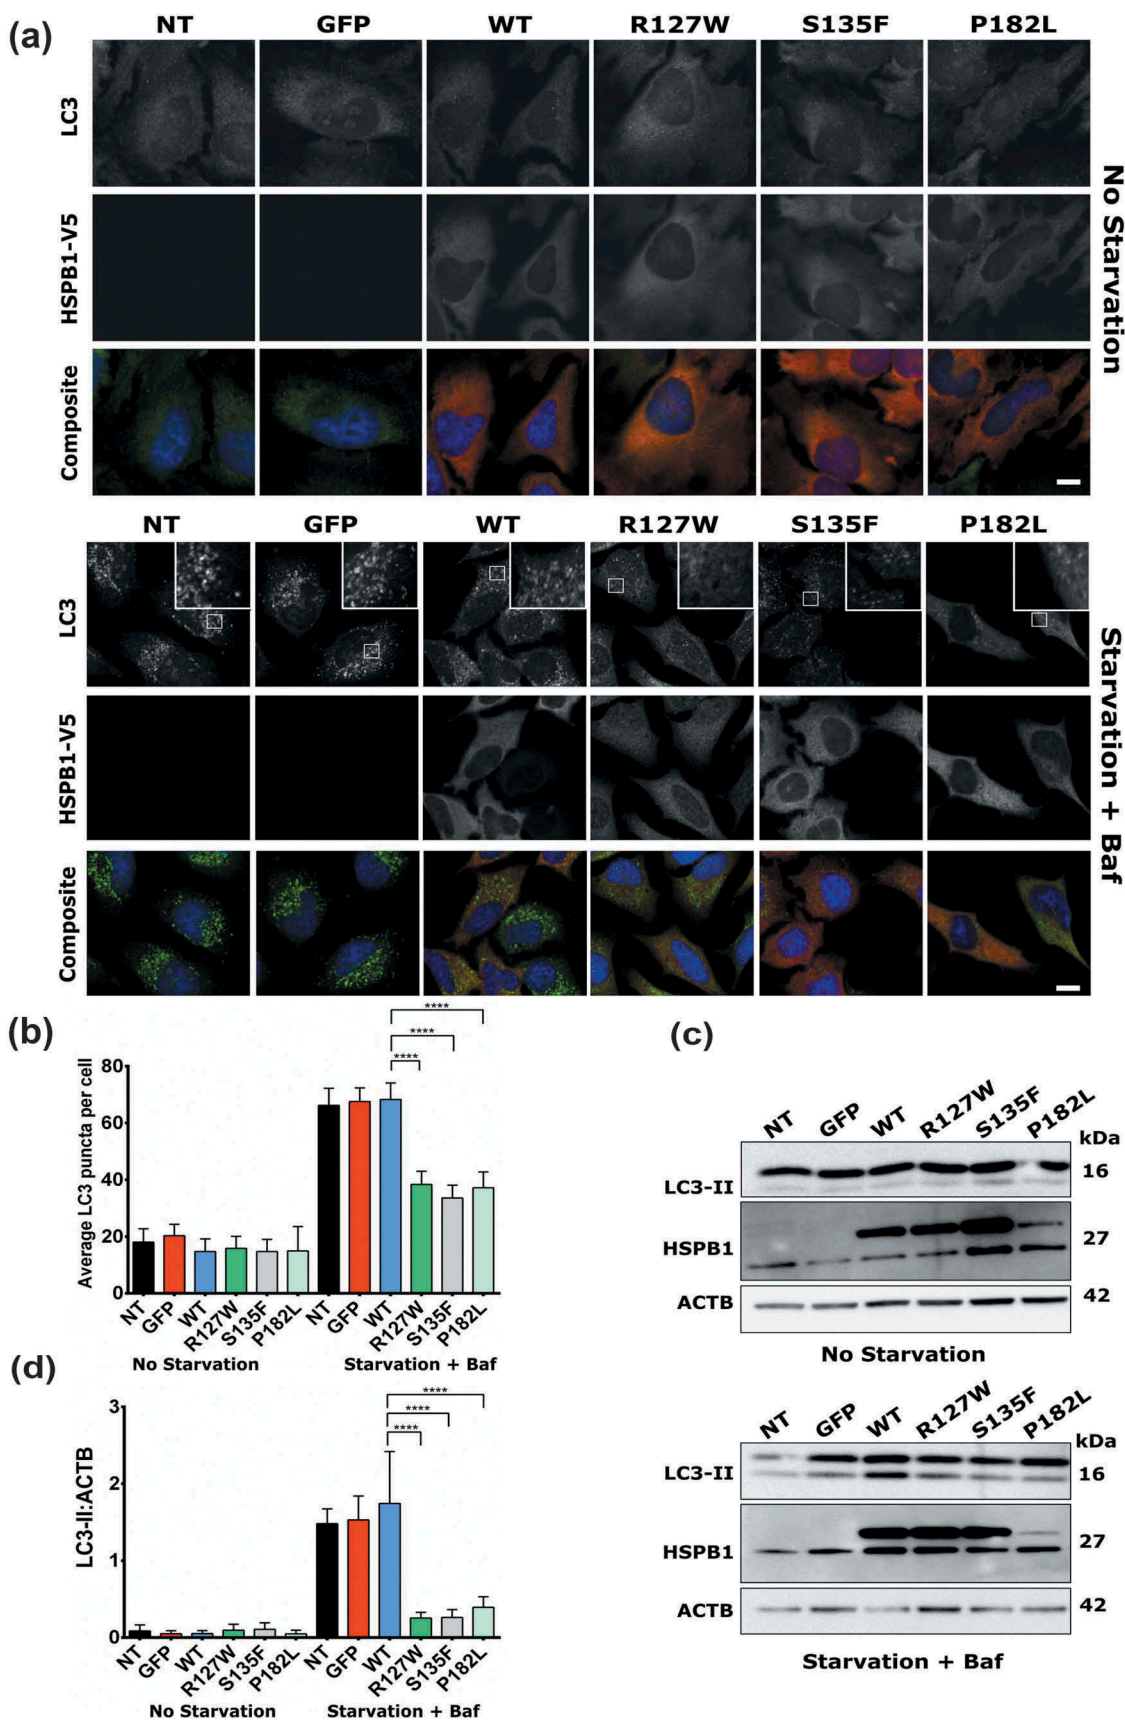 (a)
NT GFP WT R127W S135F P182L
LC3
HSPB1-V5
Composite
No Starvation
NT GFP WT R127W S135F P182L
LC3
HSPB1-V5
Composite
Starvation + Baf
(b)
Average LC3 puncta per cell
80
60
40
20
0
****
****
****
NT GFP WT R127W S135F P182L NT GFP WT R127W S135F P182L
No Starvation Starvation + Baf
(c)
NT GFP WT R127W S135F P182L
kDa
LC3-II 16
HSPB1 27
ACTB 42
No Starvation
NT GFP WT R127W S135F P182L
kDa
LC3-II 16
HSPB1 27
ACTB 42
Starvation + Baf
(d)
LC3-II:ACTB
3
2
1
0
****
****
****
NT GFP WT R127W S135F P182L NT GFP WT R127W S135F P182L
No Starvation Starvation + Baf